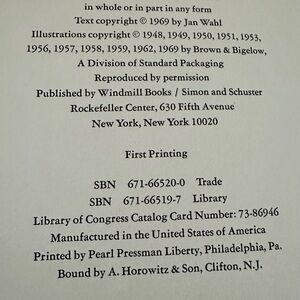 in whole or in part in any form
Text copyright © 1969 by Jan Wahl
Illustrations copyright © 1948, 1949, 1950, 1951, 1953,
1956, 1957, 1958, 1959, 1962, 1969 by Brown & Bigelow,
A Division of Standard Packaging
Reproduced by permission
Published by Windmill Books / Simon and Schuster
Rockefeller Center, 630 Fifth Avenue
New York, New York 10020
First Printing
SBN 671-66520-0 Trade
SBN 671-66519-7 Library
Library of Congress Catalog Card Number: 73-86946
Manufactured in the United States of America
Printed by Pearl Pressman Liberty, Philadelphia, Pa.
Bound by A. Horowitz & Son, Clifton, N.J.